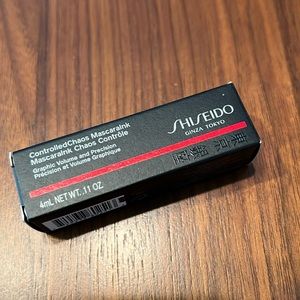 ControlledChaos Mascaraink
Mascaraink Chaos Contrôle
Graphic Volume and Precision
Précision et Volume Graphique
4mL NET WT. .11 OZ
SHISEIDO
GINZA TOKYO